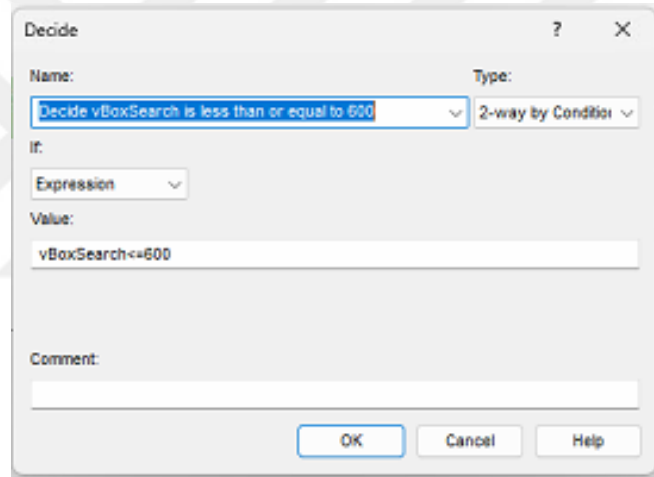 Decide ? ×
Name: Type:
Decide vBoxSearch is less than or equal to 600 2-way by Condition
If:
Expression
Value:
vBoxSearch<=600
Comment:
OK Cancel Help